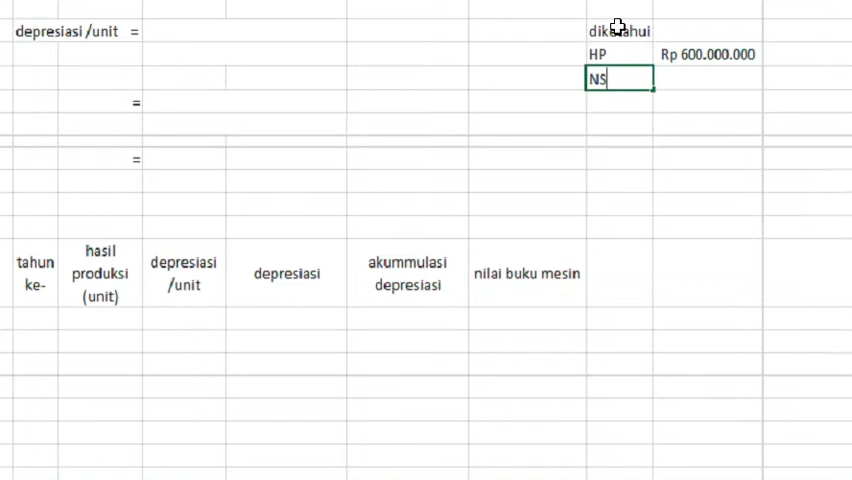 depresiasi /unit =
diketahui
HP Rp 600.000.000
NS
=
=
tahun ke-
hasil produksi (unit)
depresiasi /unit
depresiasi
akummulasi depresiasi
nilai buku mesin